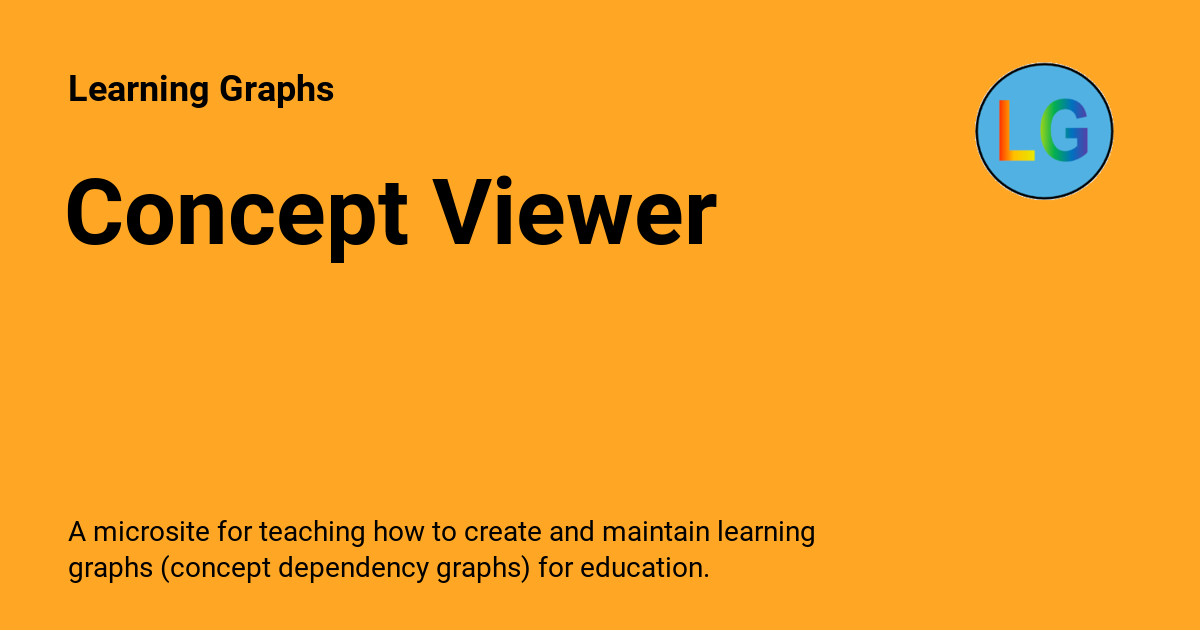 Learning Graphs
LG
Concept Viewer
A microsite for teaching how to create and maintain learning
graphs (concept dependency graphs) for education.